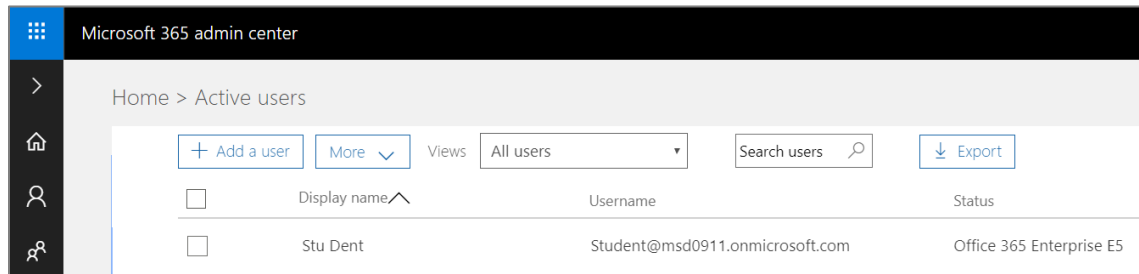 Microsoft 365 admin center
Home > Active users
+ Add a user More Views All users Search users Export
Display name Username Status
Stu Dent Student@msd0911.onmicrosoft.com Office 365 Enterprise E5